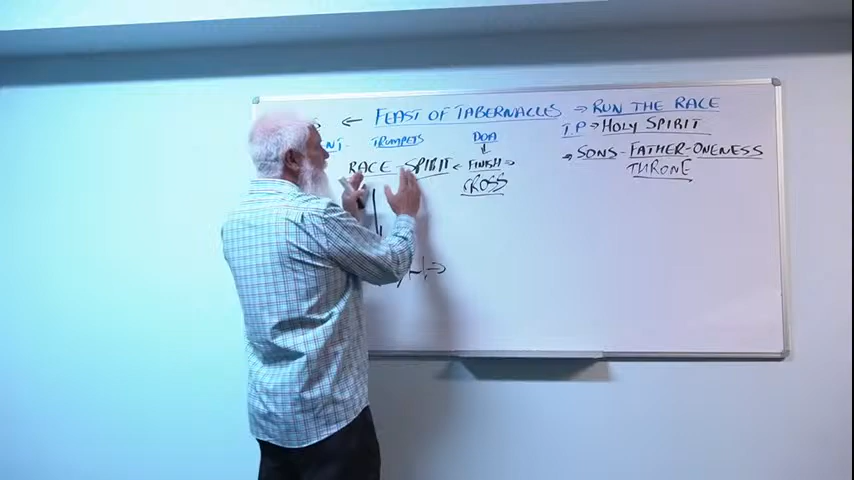 ← FEAST OF TABERNACLES → RUN THE RACE
TRUMPETS DOA I.P → HOLY SPIRIT
RACE - SPIRIT ← FINISH → → SONS - FATHER - ONENESS
CROSS THRONE